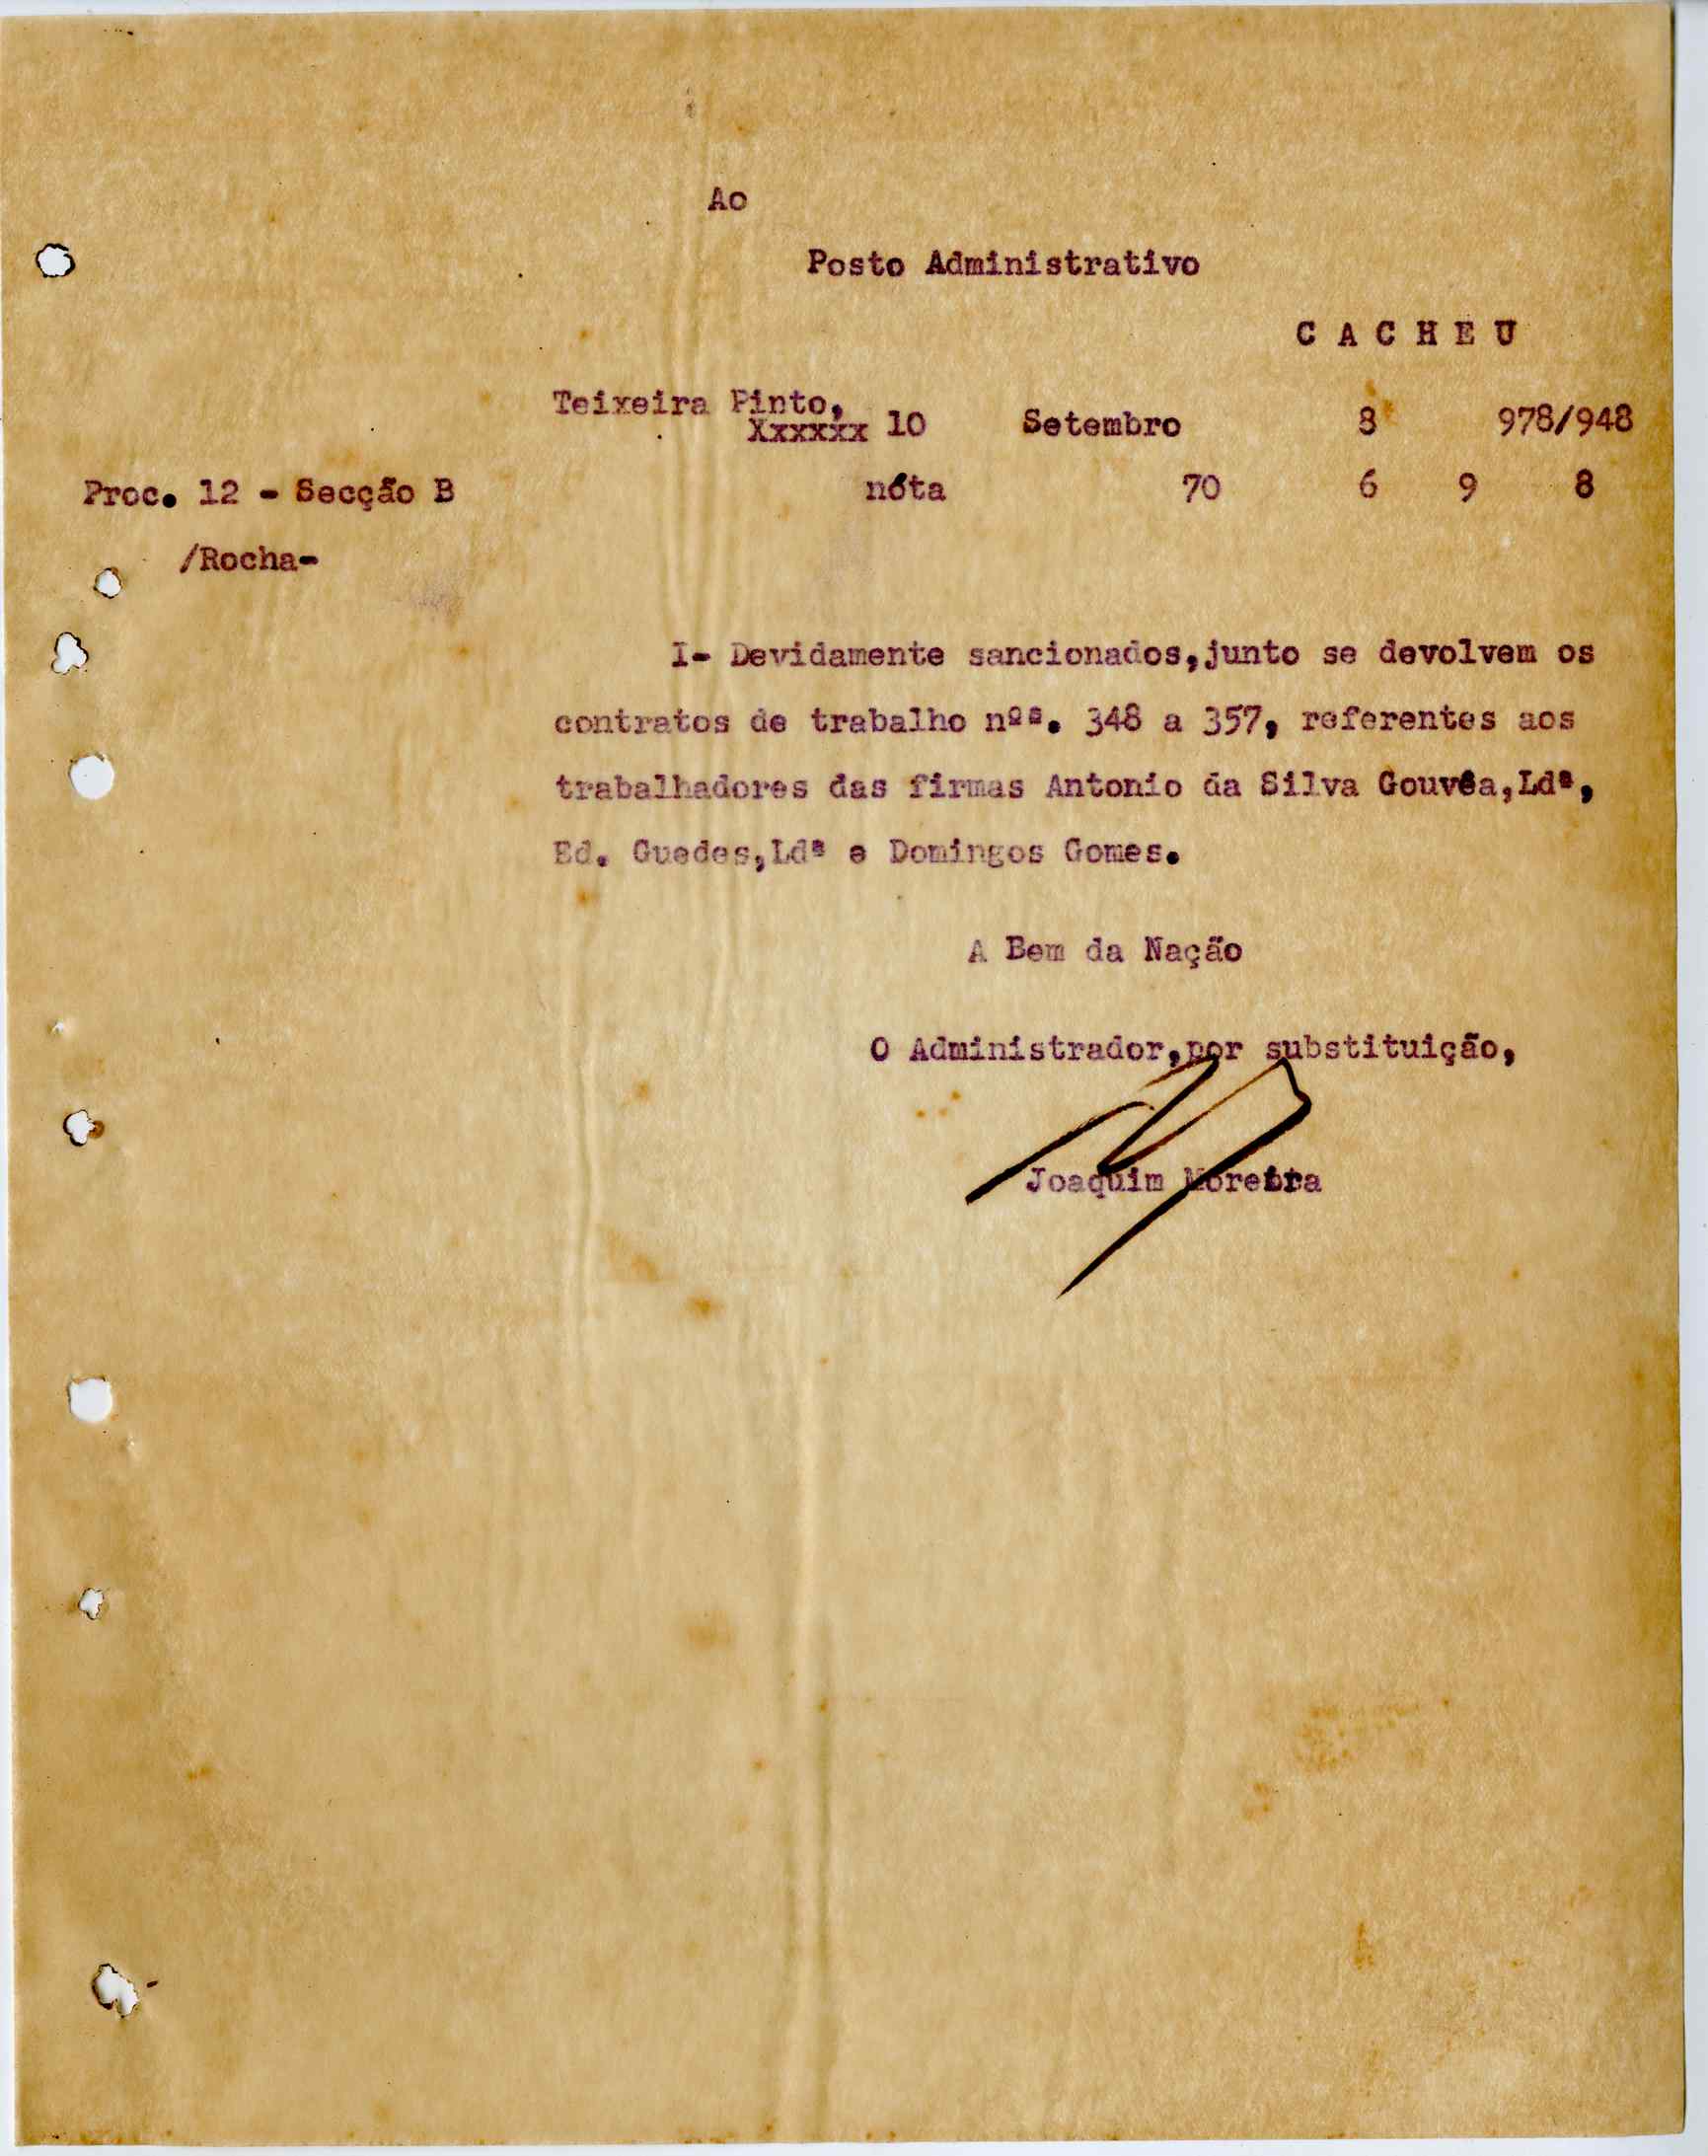 Ao
Posto Administrativo
C A C H E U
Teixeira Pinto,
Xxxxxx 10 Setembro 8 978/948
Proc. 12 - Secção B nóta 70 6 9 8
/Rocha-
I- Devidamente sancionados,junto se devolvem os
contratos de trabalho nºs. 348 a 357, referentes aos
trabalhadores das firmas Antonio da Silva Gouvêa,Ldª,
Ed. Guedes,Ldª e Domingos Gomes.
A Bem da Nação
O Administrador,por substituição,
Joaquim Moreira